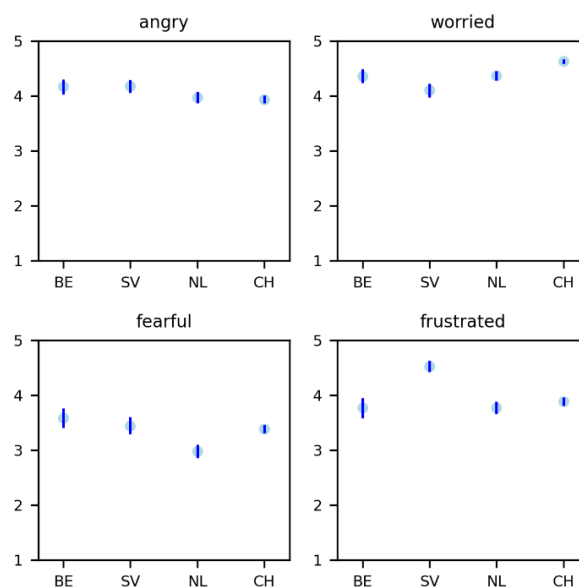 angry
5
4
3
2
1
BE SV NL CH
worried
5
4
3
2
1
BE SV NL CH
fearful
5
4
3
2
1
BE SV NL CH
frustrated
5
4
3
2
1
BE SV NL CH